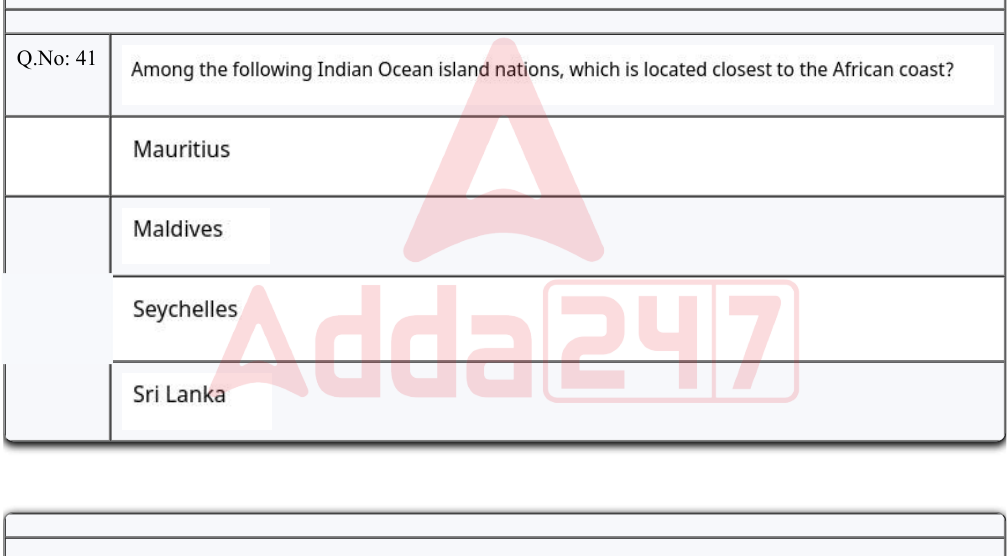 Q.No: 41
Among the following Indian Ocean island nations, which is located closest to the African coast?
Mauritius
Maldives
Seychelles
Sri Lanka
Adda247